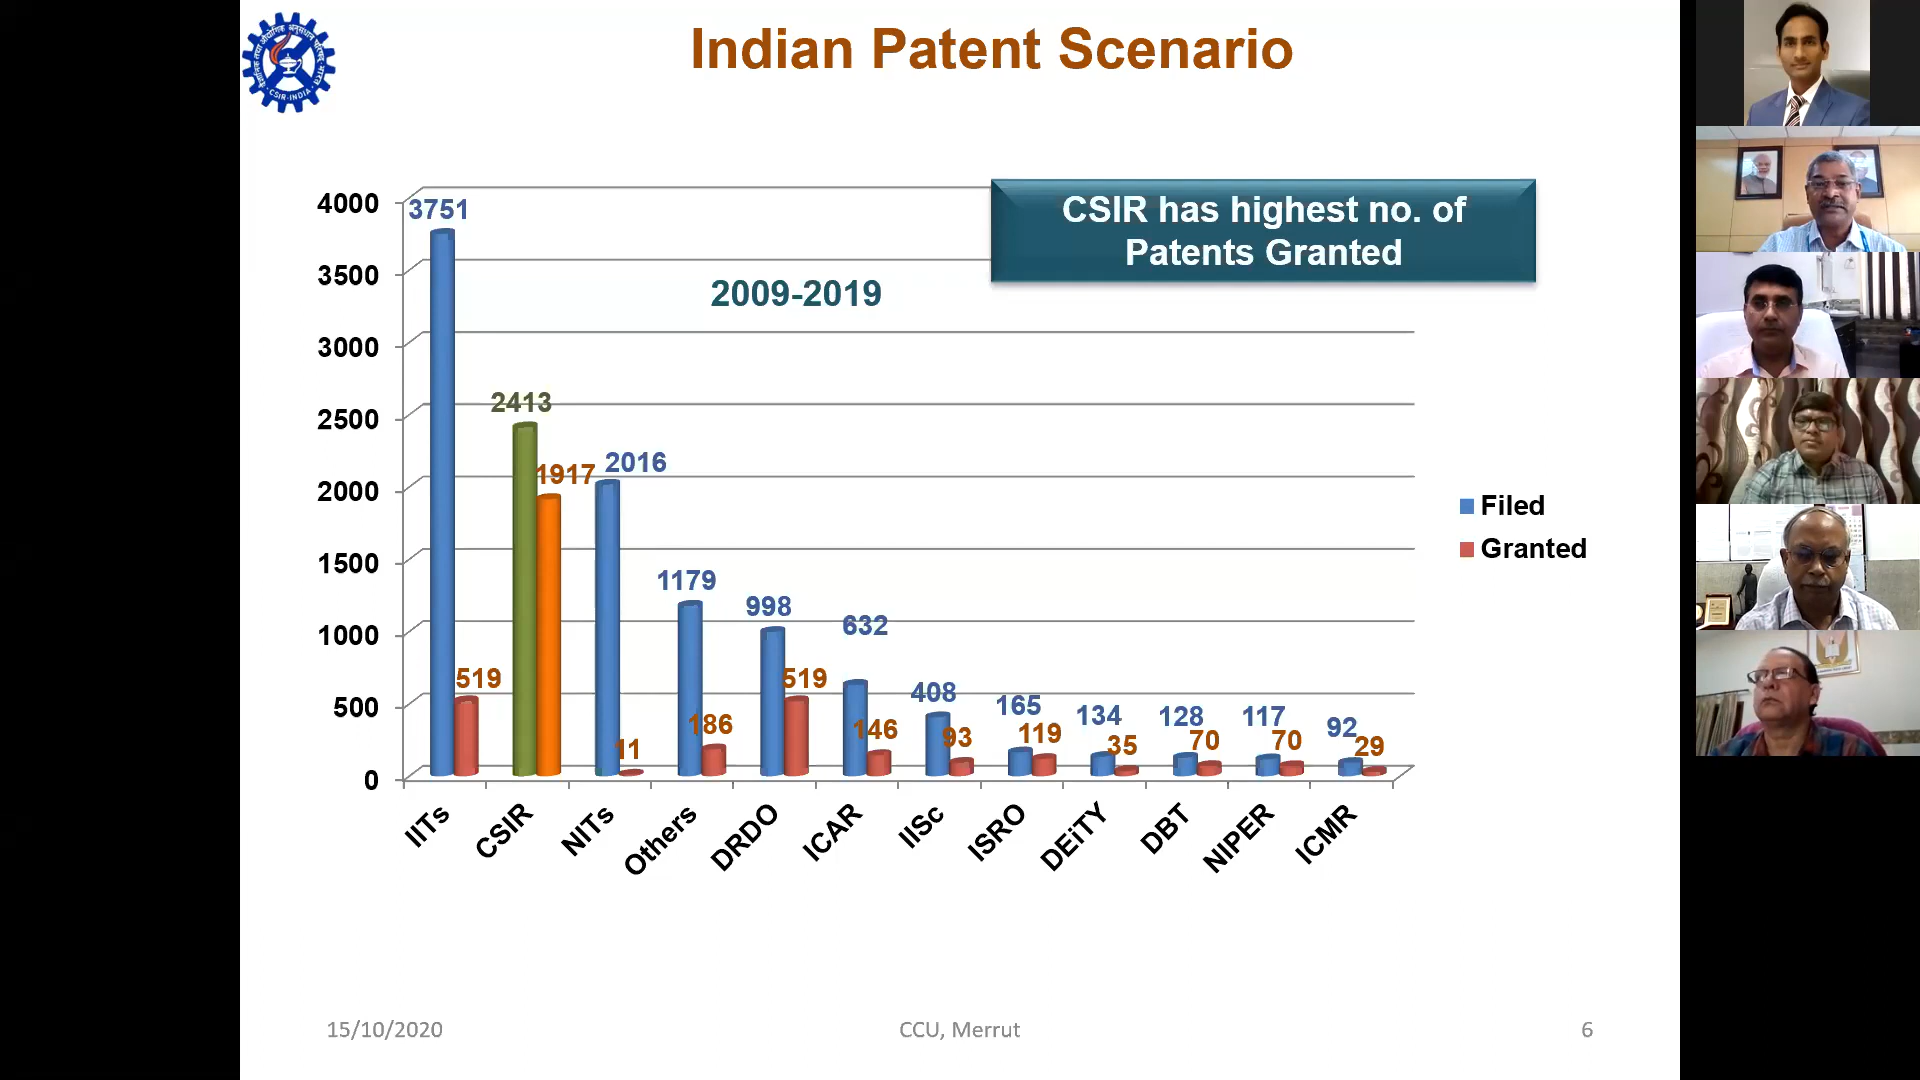 Indian Patent Scenario
CSIR-INDIA
CSIR has highest no. of
Patents Granted
2009-2019
4000
3500
3000
2500
2000
1500
1000
500
0
3751
519
2413
1917
2016
11
1179
186
998
519
632
146
408
93
165
119
134
35
128
70
117
70
92
29
IITs
CSIR
NITs
Others
DRDO
ICAR
IISc
ISRO
DEiTY
DBT
NIPER
ICMR
Filed
Granted
15/10/2020
CCU, Merrut
6